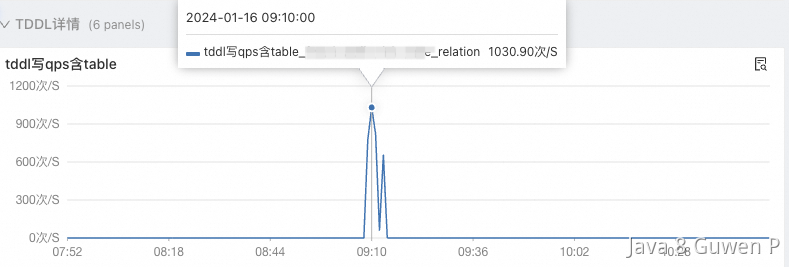 2024-01-16 09:10:00
TDDL详情 (6 panels)
tddl写qps含table_ _relation 1030.90次/S
tddl写qps含table
1200次/S
900次/S
600次/S
300次/S
0次/S
07:52 08:18 08:44 09:10 09:36 10:02 10:28
Java & Guwen P